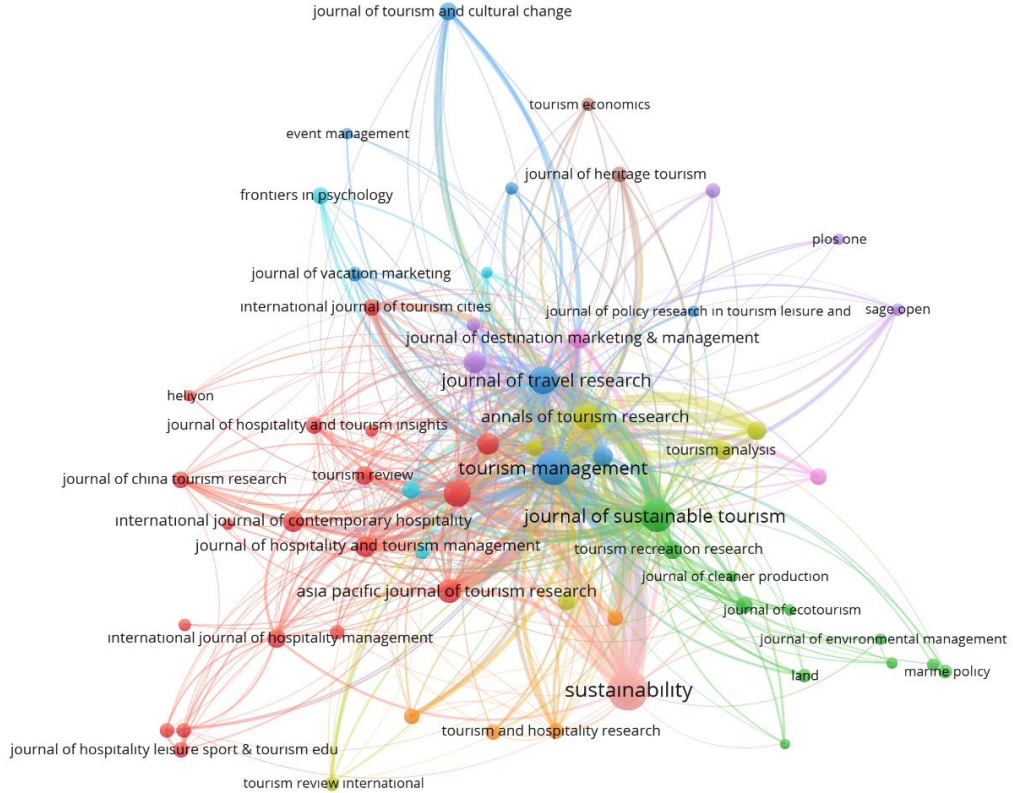 journal of tourism and cultural change
tourism economics
event management
journal of heritage tourism
frontiers in psychology
plos one
journal of vacation marketing
international journal of tourism cities
journal of policy research in tourism leisure and
sage open
journal of destination marketing & management
journal of travel research
heliyon
annals of tourism research
journal of hospitality and tourism insights
tourism analysis
tourism management
tourism review
journal of china tourism research
journal of sustainable tourism
international journal of contemporary hospitality
journal of hospitality and tourism management
tourism recreation research
journal of cleaner production
asia pacific journal of tourism research
journal of ecotourism
international journal of hospitality management
journal of environmental management
marine policy
land
sustainability
tourism and hospitality research
journal of hospitality leisure sport & tourism edu
tourism review international